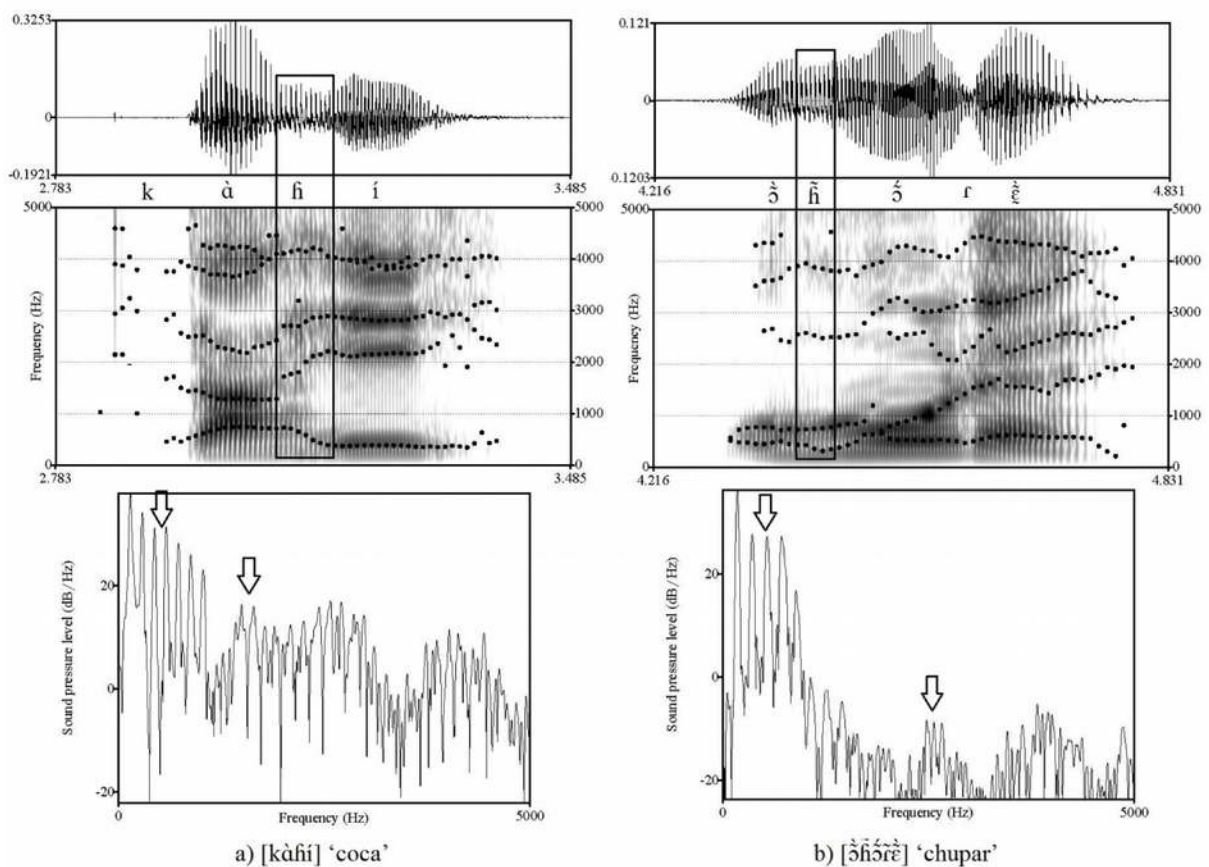 0.3253
0
-0.1921
2.783
3.485
k
ɑ̀
ɦ
í
5000
Frequency (Hz)
0
5000
4000
3000
2000
1000
0
2.783
3.485
Sound pressure level (dB/Hz)
20
0
-20
0
Frequency (Hz)
5000
a) [kɑ̀ɦí] ‘coca’
0.121
0
0.1203
4.216
4.831
ɔ̃̀
ɦ̃
ɔ̃́
ɾ
ɛ̃̀
5000
Frequency (Hz)
0
5000
4000
3000
2000
1000
0
4.216
4.831
Sound pressure level (dB/Hz)
20
0
-20
0
Frequency (Hz)
5000
b) [ɔ̃̀ɦ̃ɔ̃́ɾ̃ɛ̃̀] ‘chupar’